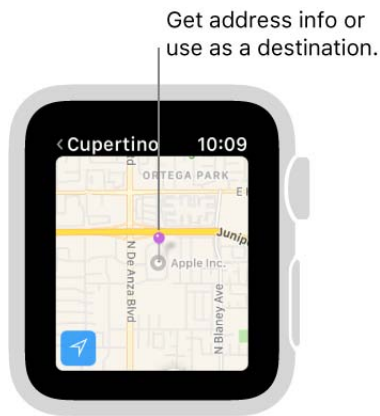 Get address info or
use as a destination.
< Cupertino 10:09
ORTEGA PARK
E
Junip
N De Anza Blvd
Apple Inc.
N Blaney Ave